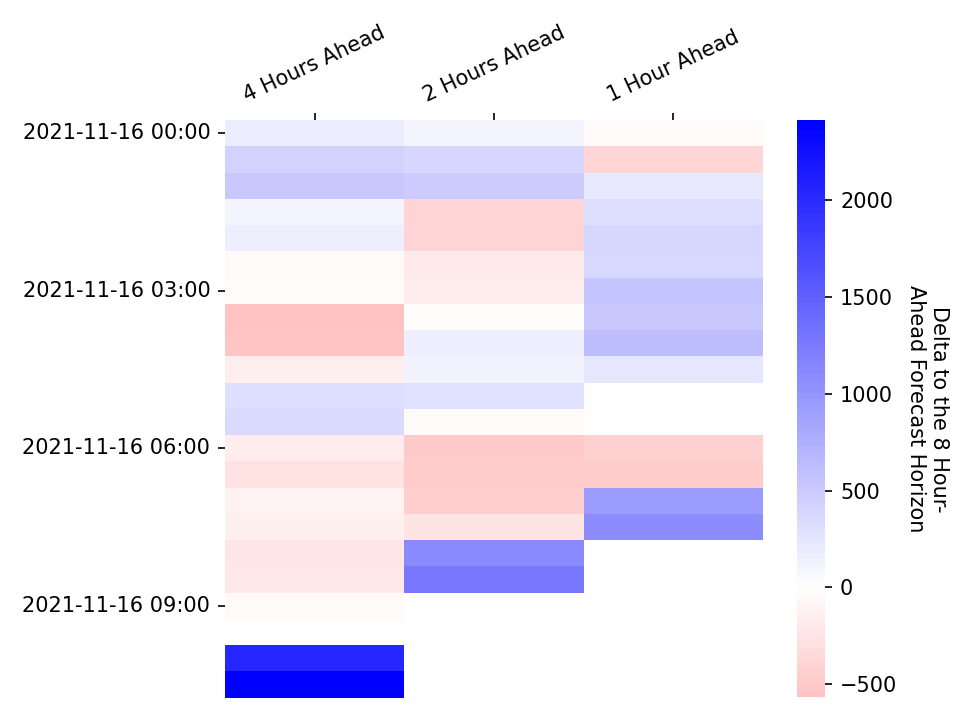 4 Hours Ahead
2 Hours Ahead
1 Hour Ahead
2021-11-16 00:00
2021-11-16 03:00
2021-11-16 06:00
2021-11-16 09:00
2000
1500
1000
500
0
−500
Delta to the 8 Hour-
Ahead Forecast Horizon